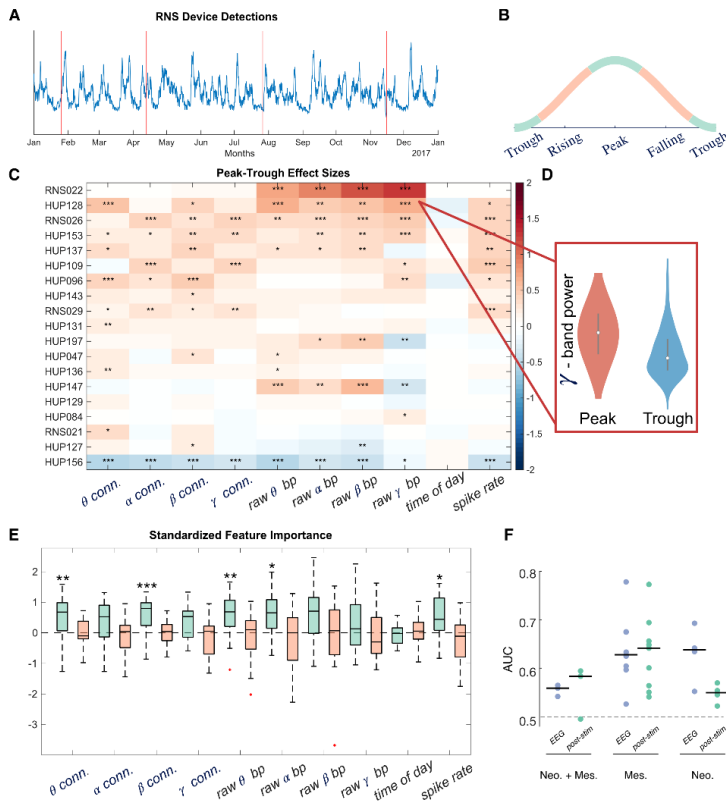 A
RNS Device Detections
Jan Feb Mar Apr May Jun Jul Aug Sep Oct Nov Dec Jan
Months 2017
B
Trough Rising Peak Falling Trough
C
Peak-Trough Effect Sizes
RNS022 *** *** *** ***
HUP128 *** * *** ** ** *** *
RNS026 *** ** *** ** *** *** *** ***
HUP153 * * ** ** ** *** *** ***
HUP137 * ** * * ** **
HUP109 *** *** * ***
HUP096 *** * *** ** *
HUP143 *
RNS029 * ** * ** ***
HUP131 **
HUP197 * ** **
HUP047 * *
HUP136 ** *
HUP147 *** ** *** **
HUP129
HUP084 *
RNS021 *
HUP127 * **
HUP156 *** *** *** *** *** *** *** * ***
θ conn. α conn. β conn. γ conn. raw θ bp raw α bp raw β bp raw γ bp time of day spike rate
2
1.5
1
0.5
0
-0.5
-1
-1.5
-2
D
γ - band power
Peak Trough
E
Standardized Feature Importance
** *** ** * *
2
1
0
-1
-2
-3
θ conn. α conn. β conn. γ conn. raw θ bp raw α bp raw β bp raw γ bp time of day spike rate
F
AUC
0.8
0.7
0.6
0.5
EEG post-stim EEG post-stim EEG post-stim
Neo. + Mes. Mes. Neo.